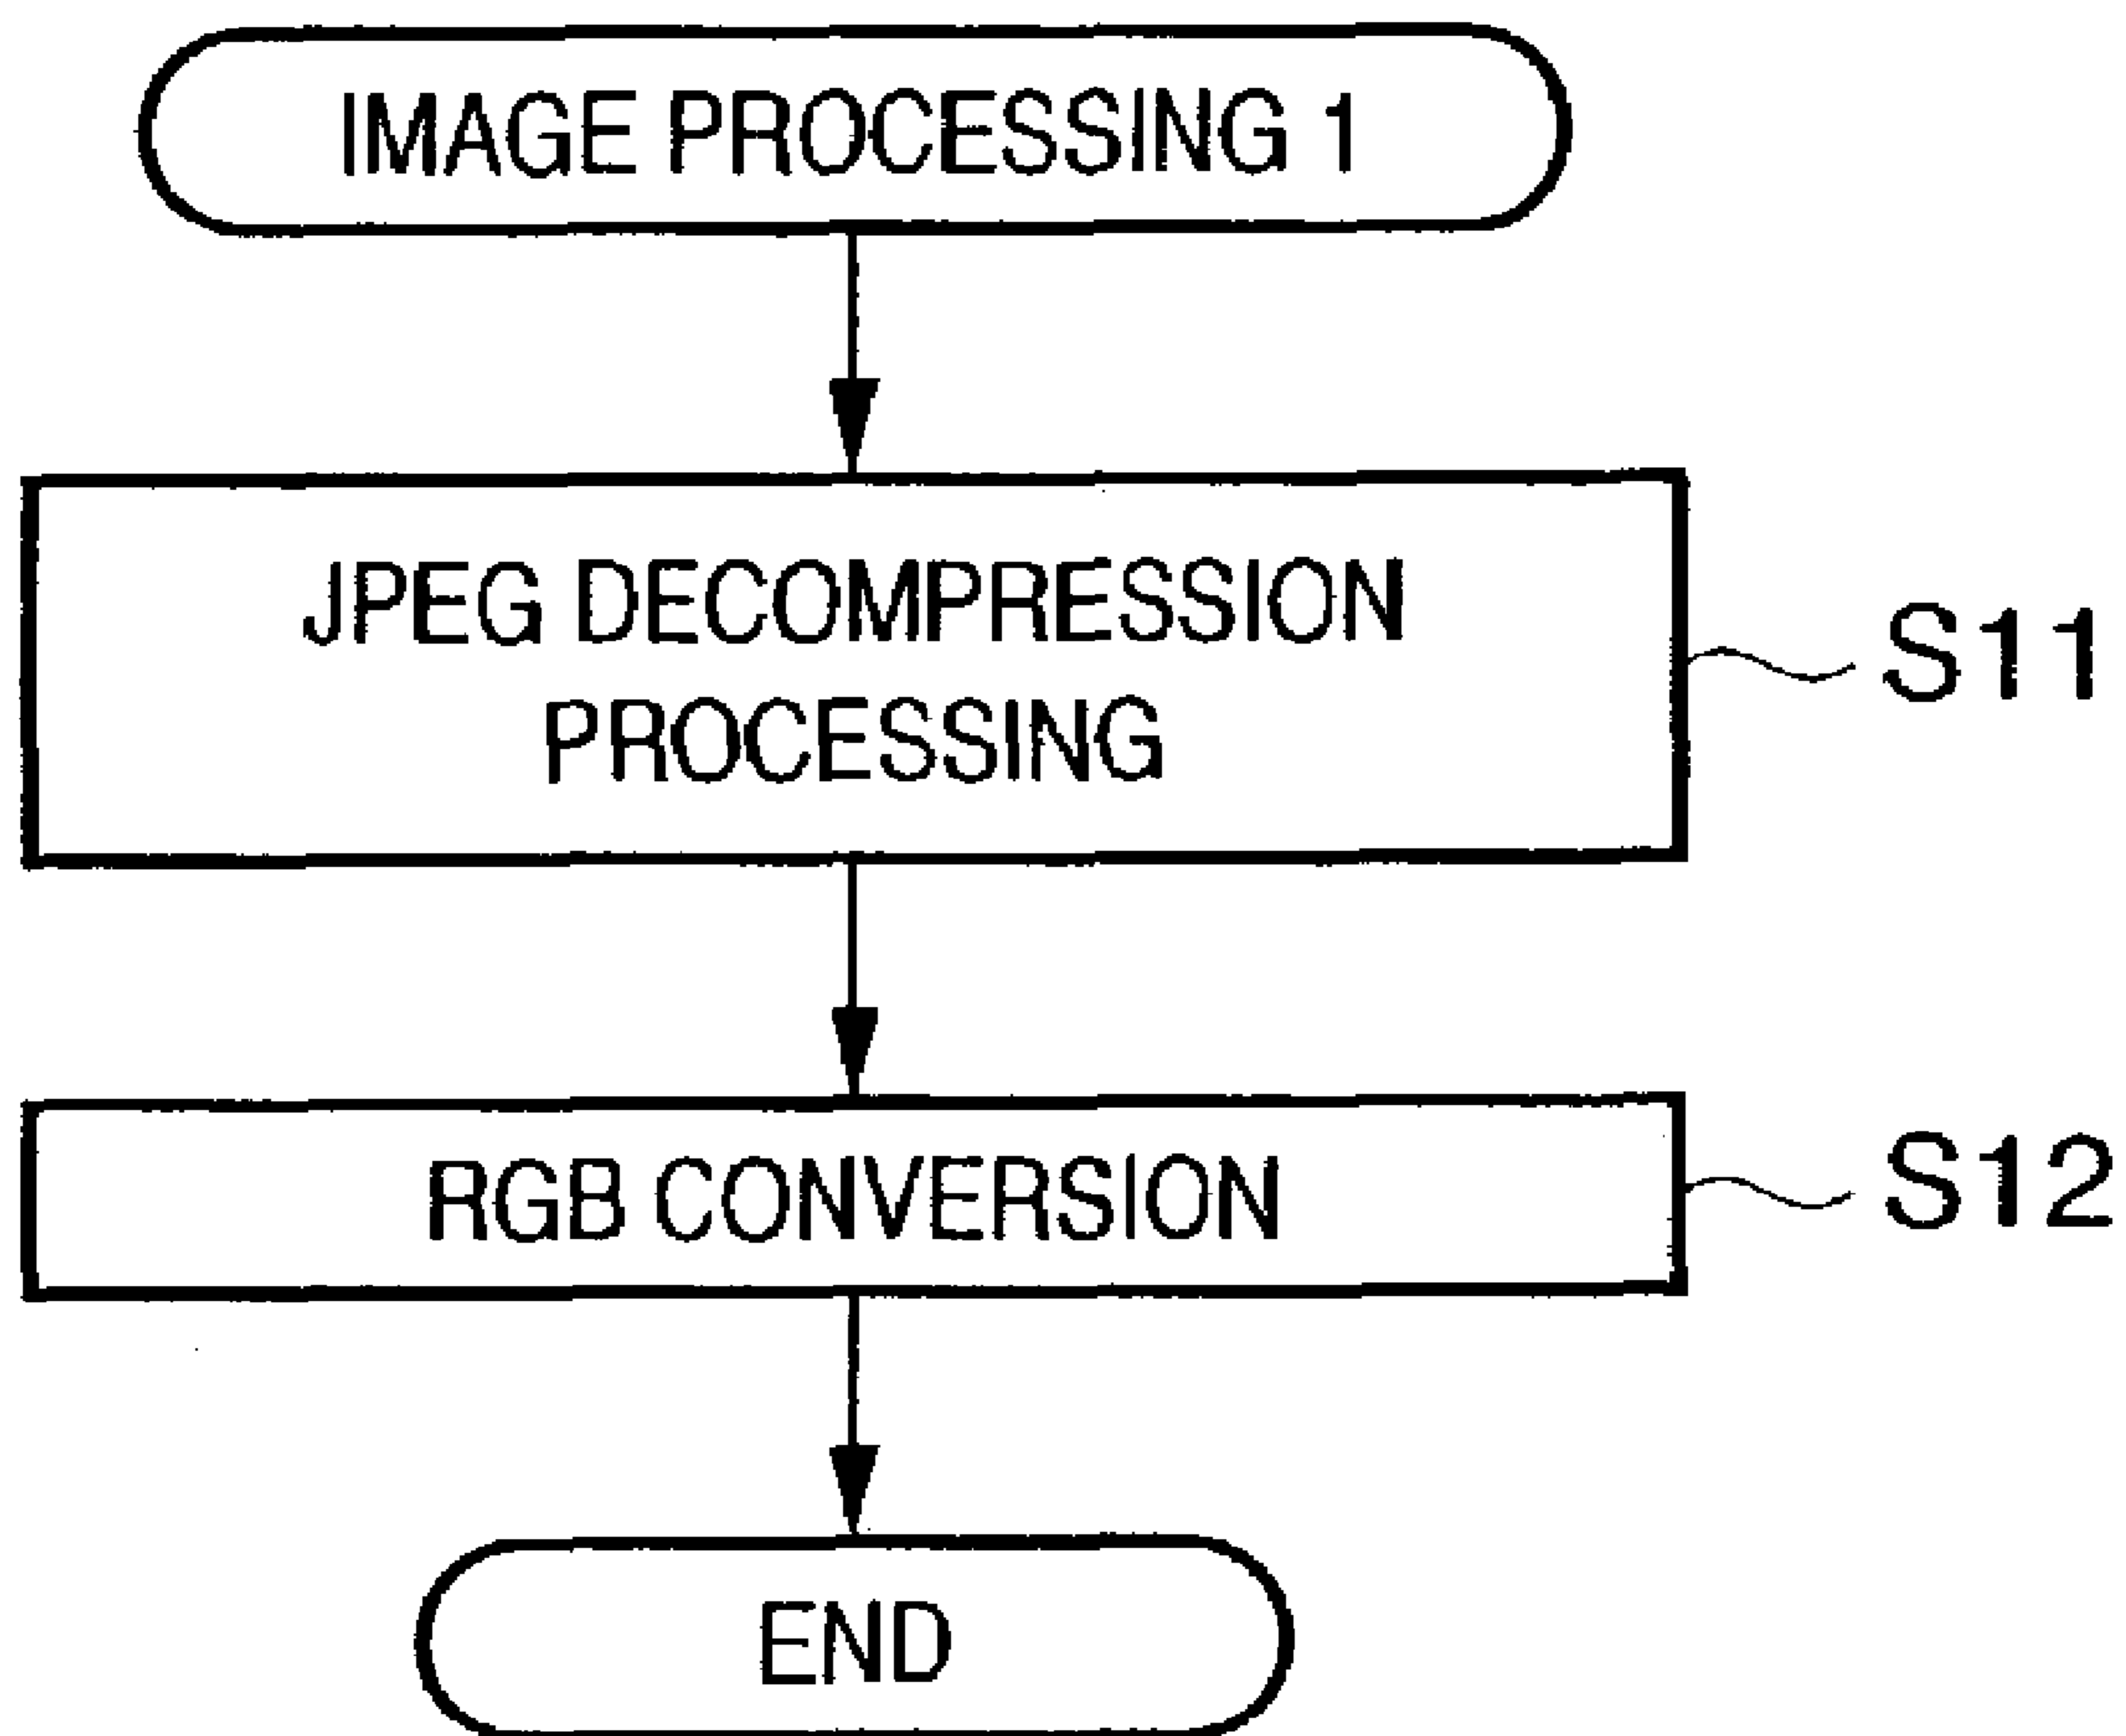 IMAGE PROCESSING 1
JPEG DECOMPRESSION
PROCESSING
S11
RGB CONVERSION
S12
END